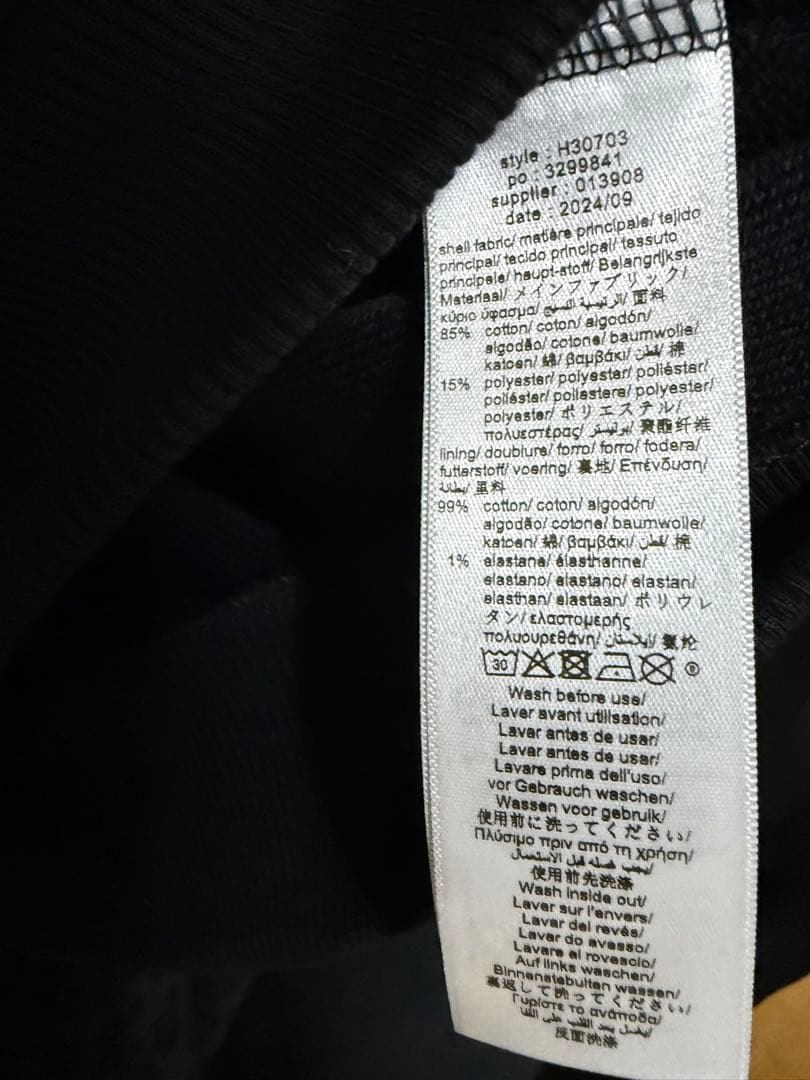 style : H30703
po : 3299841
supplier : 013908
date : 2024/09
shell fabric/ matière principale/ tejido
principal/ tecido principal/ tessuto
principale/ haupt-stoff/ Belangrijkste
Materiaal/ メインファブリック/
κύριο ύφασμα/ الرئيسية النسيج/ 面料
85% cotton/ coton/ algodón/
algodão/ cotone/ baumwolle/
katoen/ 綿/ βαμβάκι/ قطن/ 棉
15% polyester/ polyester/ poliéster/
poliéster/ poliestere/ polyester/
polyester/ ポリエステル/
πολυεστέρας/ بوليستر/ 聚酯纤维
lining/ doublure/ forro/ forro/ fodera/
futterstoff/ voering/ 裏地/ Επένδυση/
بطانة/ 里料
99% cotton/ coton/ algodón/
algodão/ cotone/ baumwolle/
katoen/ 綿/ βαμβάκι/ قطن/ 棉
1% elastane/ élasthanne/
elastano/ elastano/ elastan/
elasthan/ elastaan/ ポリウレ
タン/ ελαστομερής
πολυουρεθάνη/ إيلاستان/ 氨纶
30
Wash before use/
Laver avant utilisation/
Lavar antes de usar/
Lavar antes de usar/
Lavare prima dell'uso/
vor Gebrauch waschen/
Wassen voor gebruik/
使用前に洗ってください/
Πλύσιμο πριν από τη χρήση/
يجب غسله قبل الاستعمال/
使用前先洗涤
Wash inside out/
Laver sur l'envers/
Lavar del revés/
Lavar do avesso/
Lavare al rovescio/
Auf links waschen/
Binnenstebuiten wassen/
裏返して洗ってください/
Γυρίστε το ανάποδα/
反面洗涤